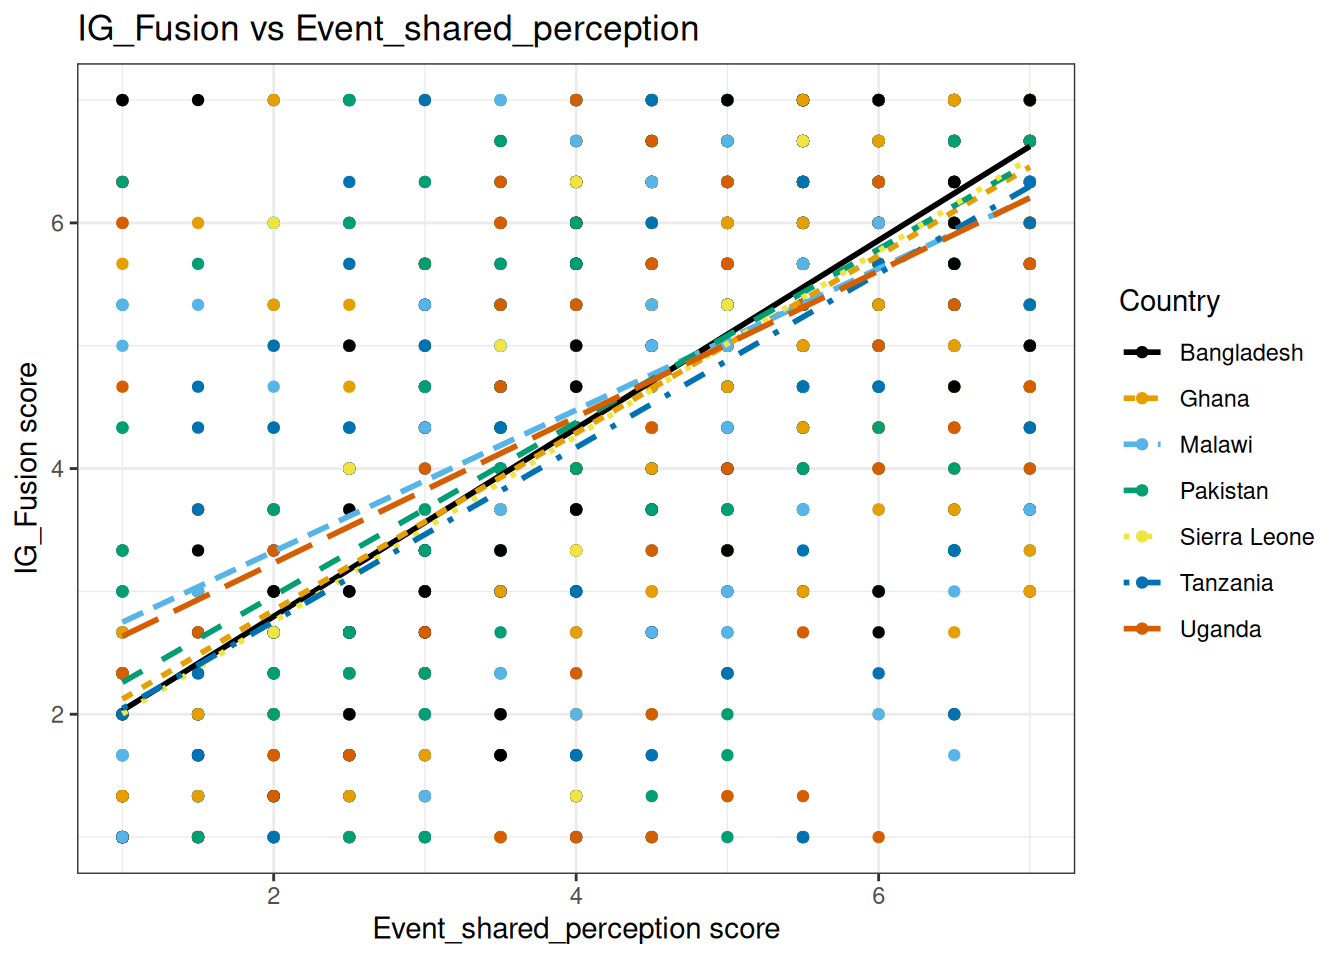 IG_Fusion vs Event_shared_perception
IG_Fusion score
6
4
2
2 4 6
Event_shared_perception score
Country
Bangladesh
Ghana
Malawi
Pakistan
Sierra Leone
Tanzania
Uganda